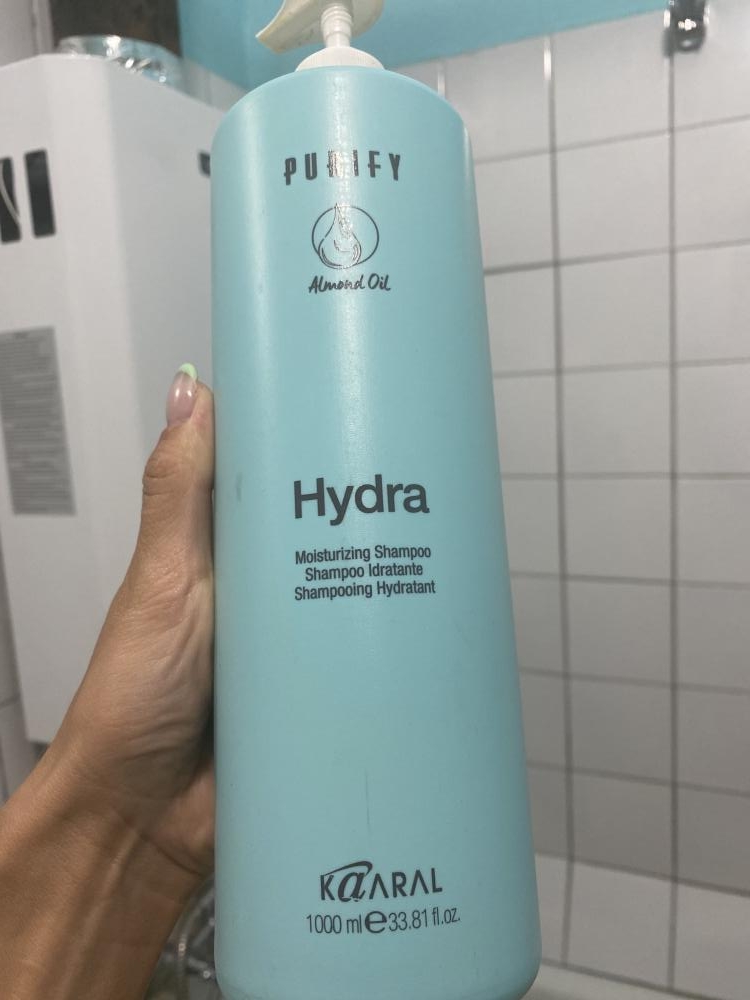 PURIFY
Almond Oil
Hydra
Moisturizing Shampoo
Shampoo Idratante
Shampooing Hydratant
KAARAL
1000 ml e 33.81 fl.oz.